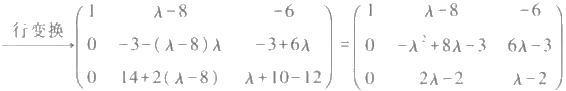 行变换
1 λ-8 -6 1 λ-8 -6
0 -3-(λ-8)λ -3+6λ = 0 -λ²+8λ-3 6λ-3
0 14+2(λ-8) λ+10-12 0 2λ-2 λ-2